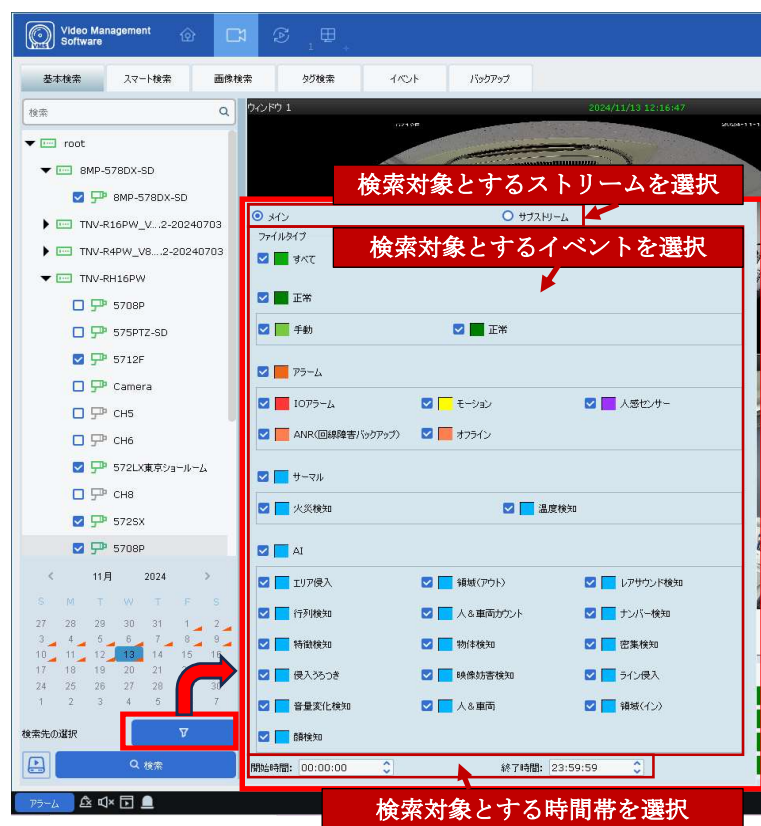 Video Management
Software
1
基本検索 スマート検索 画像検索 タグ検索 イベント バックアップ
検索
ウィンドウ 1 2024/11/13 12:16:47
root
8MP-578DX-SD
8MP-578DX-SD
TNV-R16PW_V...2-20240703
TNV-R4PW_V8...2-20240703
TNV-RH16PW
5708P
575PTZ-SD
5712F
Camera
CH5
CH6
572LX東京ショールーム
CH8
572SX
5708P
検索対象とするストリームを選択
メイン サブストリーム
ファイルタイプ
検索対象とするイベントを選択
すべて
正常
手動 正常
アラーム
IOアラーム モーション 人感センサー
ANR(回線障害バックアップ) オフライン
サーマル
火災検知 温度検知
AI
エリア侵入 領域(アウト) レアサウンド検知
行列検知 人&車両カウント ナンバー検知
特徴検知 物体検知 密集検知
侵入うろつき 映像妨害検知 ライン侵入
音量変化検知 人&車両 領域(イン)
顔検知
開始時間: 00:00:00 終了時間: 23:59:59
検索対象とする時間帯を選択
< 11月 2024 >
S M T W T F S
27 28 29 30 31 1 2
3 4 5 6 7 8 9
10 11 12 13 14 15 16
17 18 19 20 21
24 25 26 27 28 30
1 2 3 4 5 7
検索先の選択
検索
アラーム